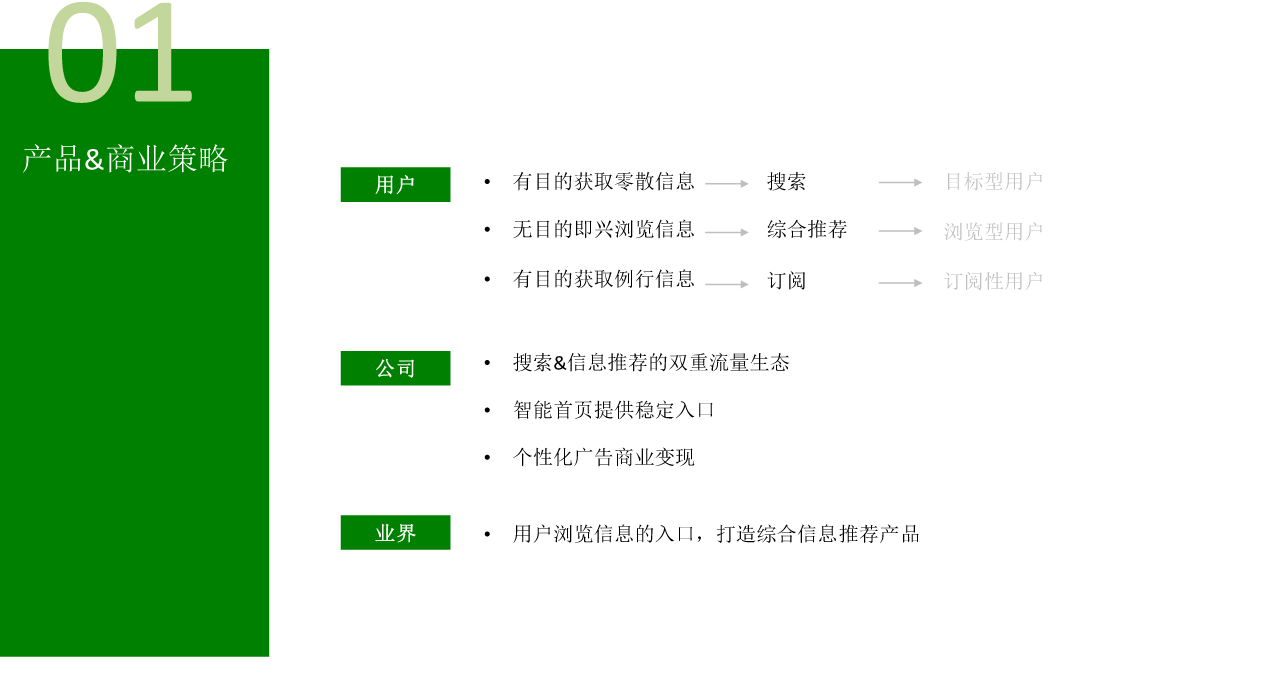 01
产品&商业策略
用户
• 有目的获取零散信息 → 搜索 → 目标型用户
• 无目的即兴浏览信息 → 综合推荐 → 浏览型用户
• 有目的获取例行信息 → 订阅 → 订阅性用户
公司
• 搜索&信息推荐的双重流量生态
• 智能首页提供稳定入口
• 个性化广告商业变现
业界
• 用户浏览信息的入口，打造综合信息推荐产品